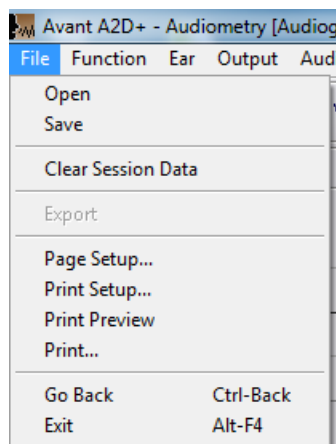 Avant A2D+ - Audiometry [Audiog
File Function Ear Output Aud
Open
Save
Clear Session Data
Export
Page Setup...
Print Setup...
Print Preview
Print...
Go Back Ctrl-Back
Exit Alt-F4